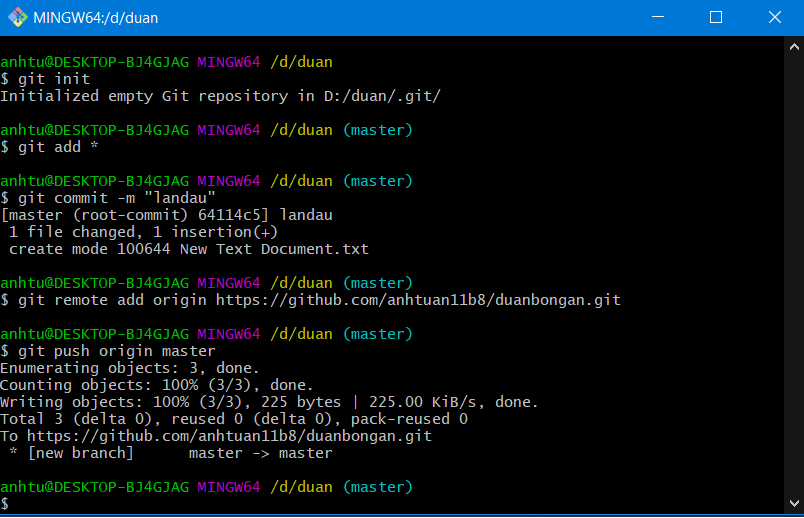 MINGW64:/d/duan
anhtu@DESKTOP-BJ4GJAG MINGW64 /d/duan
$ git init
Initialized empty Git repository in D:/duan/.git/
anhtu@DESKTOP-BJ4GJAG MINGW64 /d/duan (master)
$ git add *
anhtu@DESKTOP-BJ4GJAG MINGW64 /d/duan (master)
$ git commit -m "landau"
[master (root-commit) 64114c5] landau
 1 file changed, 1 insertion(+)
 create mode 100644 New Text Document.txt
anhtu@DESKTOP-BJ4GJAG MINGW64 /d/duan (master)
$ git remote add origin https://github.com/anhtuan11b8/duanbongan.git
anhtu@DESKTOP-BJ4GJAG MINGW64 /d/duan (master)
$ git push origin master
Enumerating objects: 3, done.
Counting objects: 100% (3/3), done.
Writing objects: 100% (3/3), 225 bytes | 225.00 KiB/s, done.
Total 3 (delta 0), reused 0 (delta 0), pack-reused 0
To https://github.com/anhtuan11b8/duanbongan.git
 * [new branch]      master -> master
anhtu@DESKTOP-BJ4GJAG MINGW64 /d/duan (master)
$